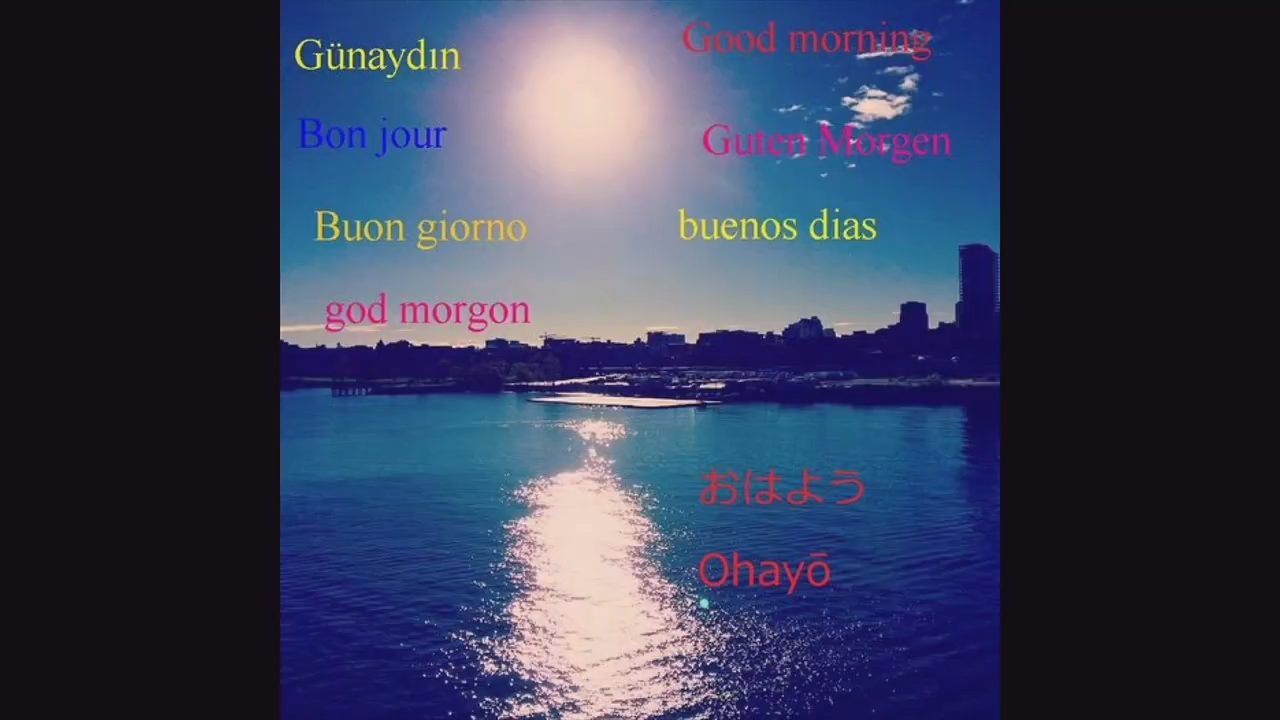 Günaydın
Good morning
Bon jour
Guten Morgen
Buon giorno
buenos dias
god morgon
おはよう
Ohayō